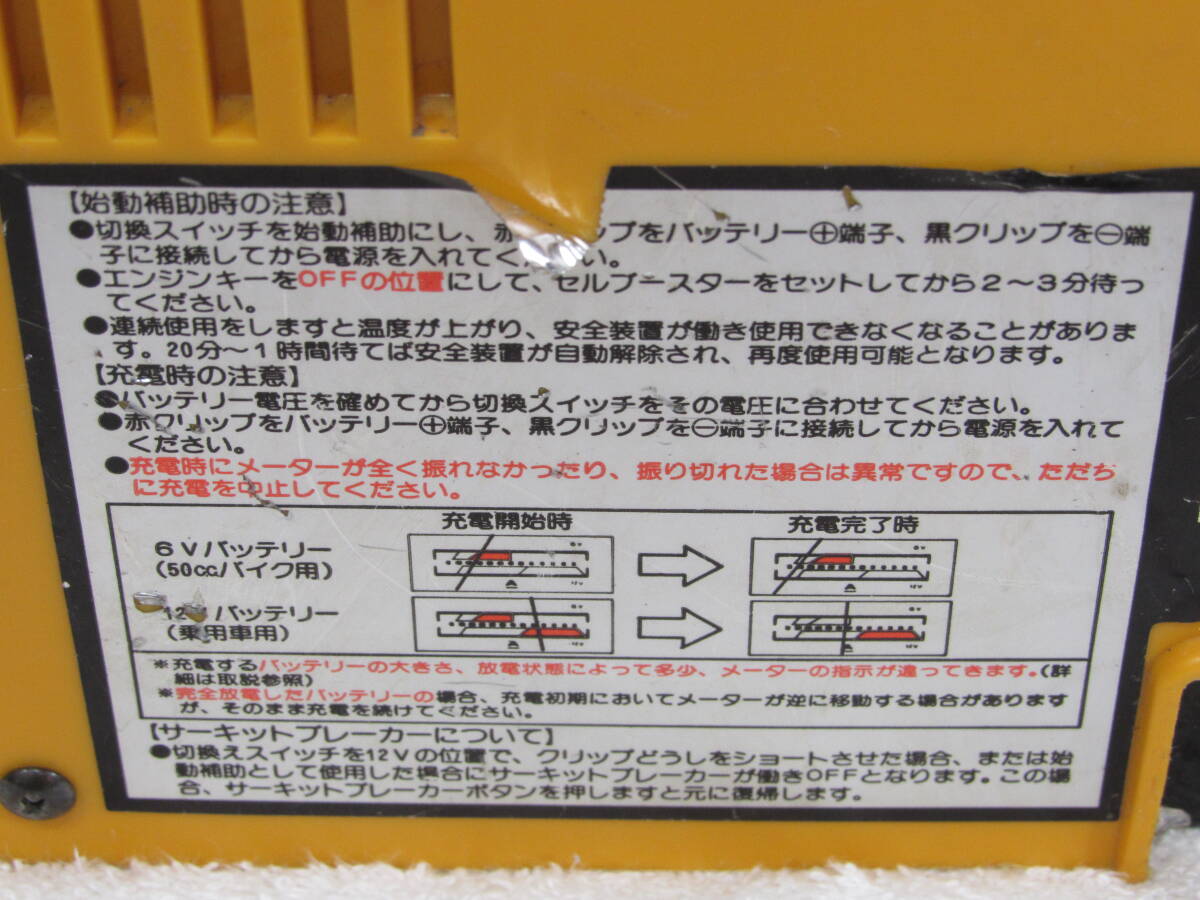 【始動補助時の注意】
●切換スイッチを始動補助にし、赤 ップをバッテリー⊕端子、黒クリップを⊖端
子に接続してから電源を入れてく い。
●エンジンキーをOFFの位置にして、セルブースターをセットしてから2〜3分待っ
てください。
●連続使用をしますと温度が上がり、安全装置が働き使用できなくなることがありま
す。20分〜1時間待てば安全装置が自動解除され、再度使用可能となります。
【充電時の注意】
●バッテリー電圧を確めてから切換スイッチをその電圧に合わせてください。
●赤クリップをバッテリー⊕端子、黒クリップを⊖端子に接続してから電源を入れて
ください。
●充電時にメーターが全く振れなかったり、振り切れた場合は異常ですので、ただち
に充電を中止してください。
充電開始時 充電完了時
6Vバッテリー
(50ccバイク用)
6V
12V
6V
12V
12Vバッテリー
(乗用車用)
6V
12V
6V
12V
※充電するバッテリーの大きさ、放電状態によって多少、メーターの指示が違ってきます。(詳
細は取説参照)
※完全放電したバッテリーの場合、充電初期においてメーターが逆に移動する場合があります
が、そのまま充電を続けてください。
【サーキットブレーカーについて】
●切換えスイッチを12Vの位置で、クリップどうしをショートさせた場合、または始
動補助として使用した場合にサーキットブレーカーが働きOFFとなります。この場
合、サーキットブレーカーボタンを押しますと元に復帰します。